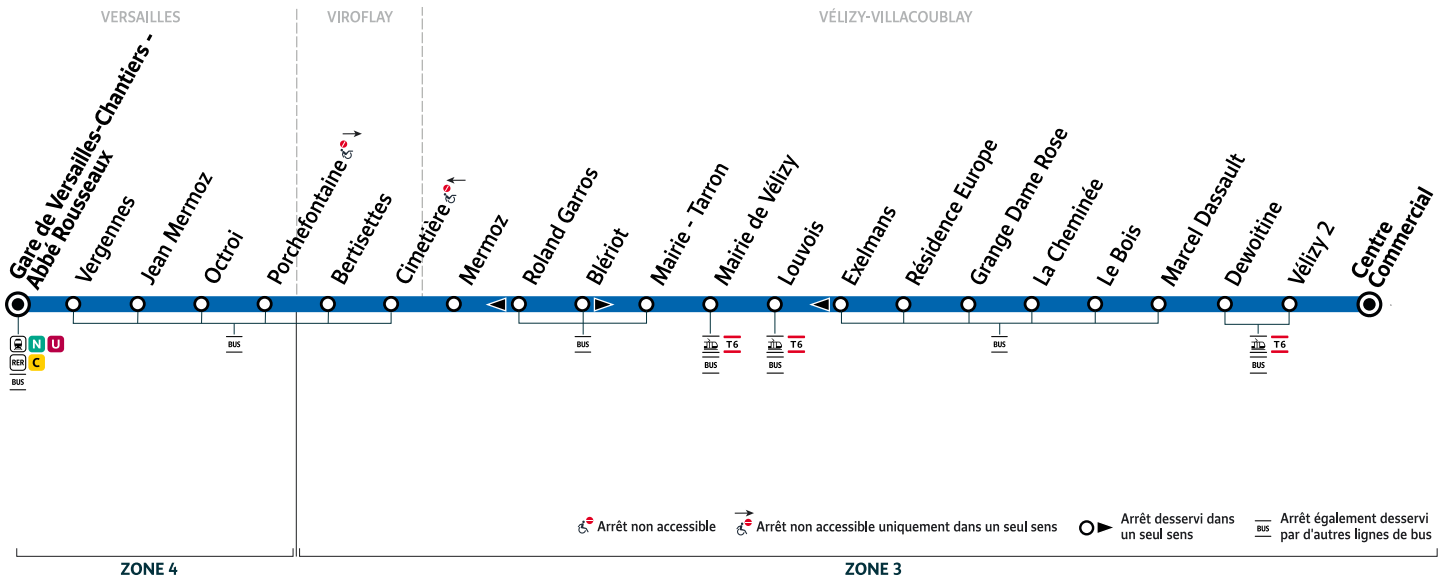 VERSAILLES
VIROFLAY
VÉLIZY-VILLACOUBLAY
Gare de Versailles-Chantiers -
Abbé Rousseaux
Vergennes
Jean Mermoz
Octroi
Porchefontaine
Bertisettes
Cimetière
Mermoz
Roland Garros
Blériot
Mairie - Tarron
Mairie de Vélizy
Louvois
Exelmans
Résidence Europe
Grange Dame Rose
La Cheminée
Le Bois
Marcel Dassault
Dewoitine
Vélizy 2
Centre
Commercial
N U
RER C
BUS
BUS
BUS
T6
BUS
T6
BUS
BUS
T6
BUS
Arrêt non accessible
Arrêt non accessible uniquement dans un seul sens
Arrêt desservi dans
un seul sens
BUS
Arrêt également desservi
par d'autres lignes de bus
ZONE 4
ZONE 3